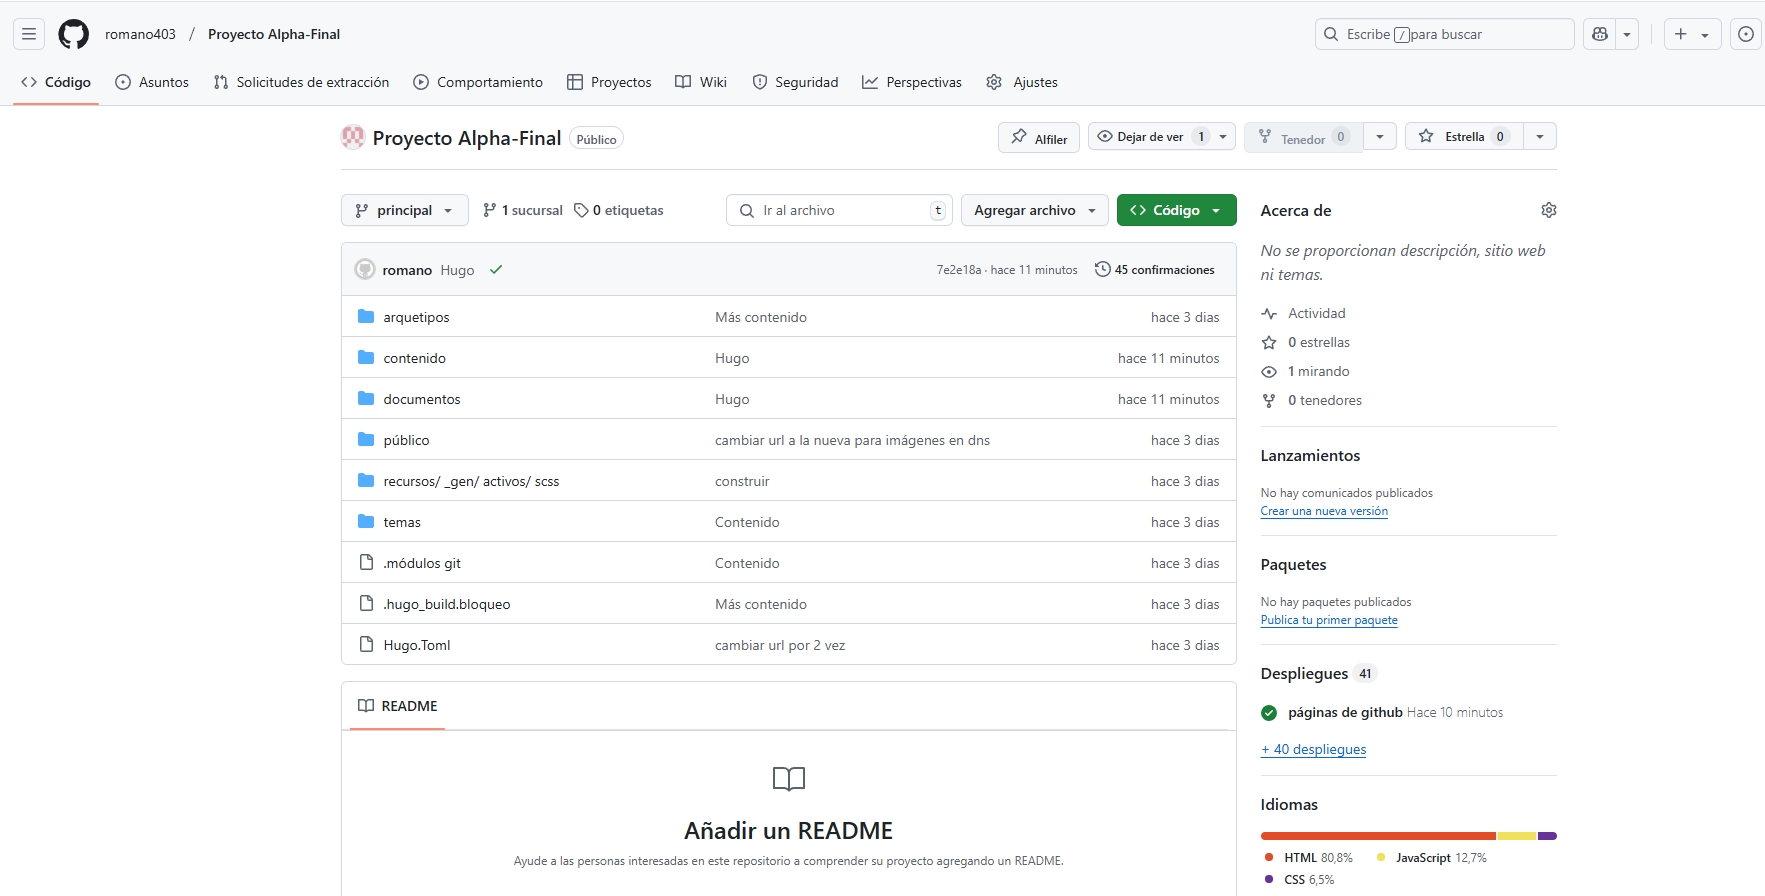 romano403 / Proyecto Alpha-Final
Escribe / para buscar
Código Asuntos Solicitudes de extracción Comportamiento Proyectos Wiki Seguridad Perspectivas Ajustes
Proyecto Alpha-Final Público
Alfiler Dejar de ver 1 Tenedor 0 Estrella 0
principal 1 sucursal 0 etiquetas Ir al archivo t Agregar archivo Código
romano Hugo 7e2e18a · hace 11 minutos 45 confirmaciones
arquetipos Más contenido hace 3 dias
contenido Hugo hace 11 minutos
documentos Hugo hace 11 minutos
público cambiar url a la nueva para imágenes en dns hace 3 dias
recursos/ _gen/ activos/ scss construir hace 3 dias
temas Contenido hace 3 dias
.módulos git Contenido hace 3 dias
.hugo_build.bloqueo Más contenido hace 3 dias
Hugo.Toml cambiar url por 2 vez hace 3 dias
README
Añadir un README
Ayude a las personas interesadas en este repositorio a comprender su proyecto agregando un README.
Acerca de
No se proporcionan descripción, sitio web
ni temas.
Actividad
0 estrellas
1 mirando
0 tenedores
Lanzamientos
No hay comunicados publicados
Crear una nueva versión
Paquetes
No hay paquetes publicados
Publica tu primer paquete
Despliegues 41
páginas de github Hace 10 minutos
+ 40 despliegues
Idiomas
HTML 80,8% JavaScript 12,7%
CSS 6,5%